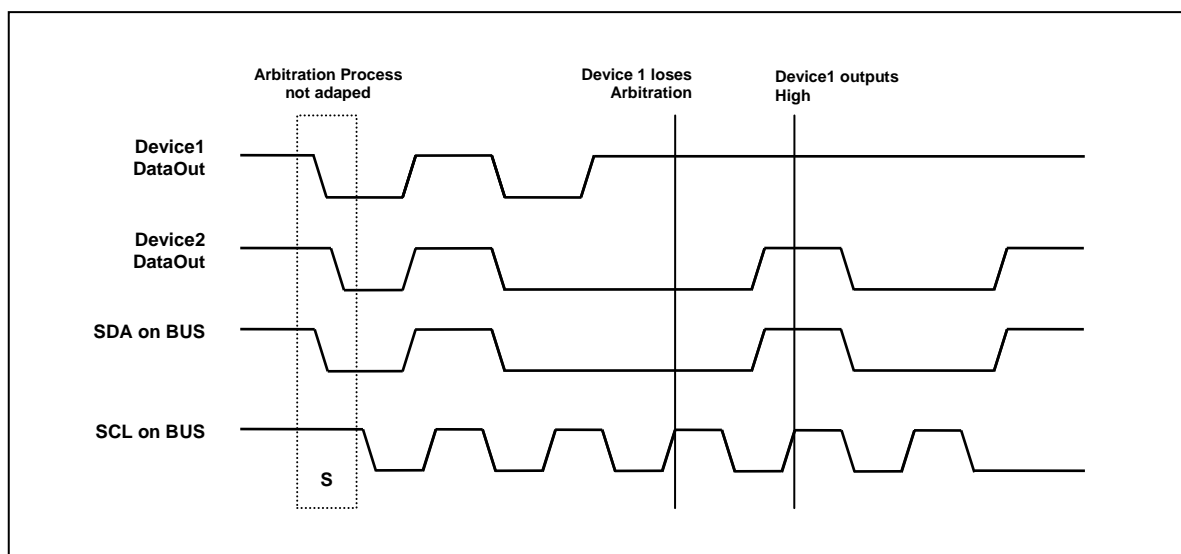 Arbitration Process
not adaped
Device 1 loses
Arbitration
Device1 outputs
High
Device1
DataOut
Device2
DataOut
SDA on BUS
SCL on BUS
S